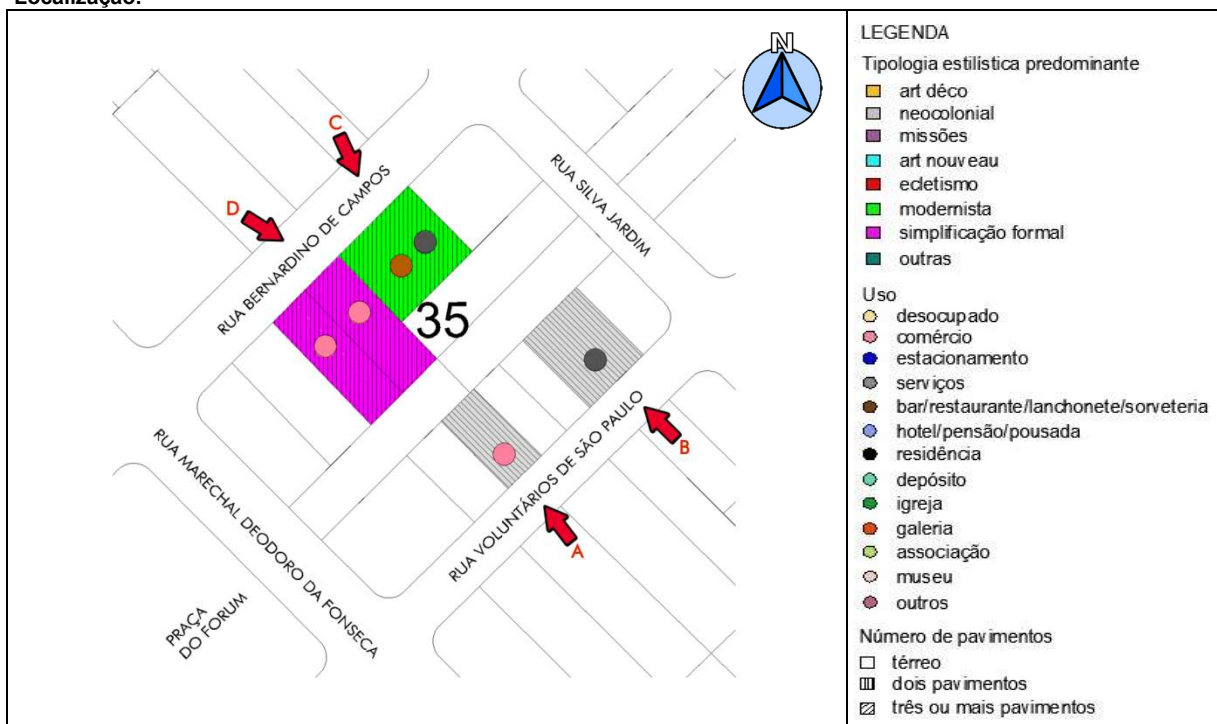 Localização:
N
C
D
RUA BERNARDINO DE CAMPOS
RUA SILVA JARDIM
35
RUA VOLUNTÁRIOS DE SÃO PAULO
B
A
RUA MARECHAL DEODORO DA FONSECA
PRAÇA
DO FORUM
LEGENDA
Tipologia estilística predominante
art déco
neocolonial
missões
art nouveau
ecletismo
modernista
simplificação formal
outras
Uso
desocupado
comércio
estacionamento
serviços
bar/restaurante/lanchonete/sorveteria
hotel/pensão/pousada
residência
depósito
igreja
galeria
associação
museu
outros
Número de pavimentos
térreo
dois pavimentos
três ou mais pavimentos